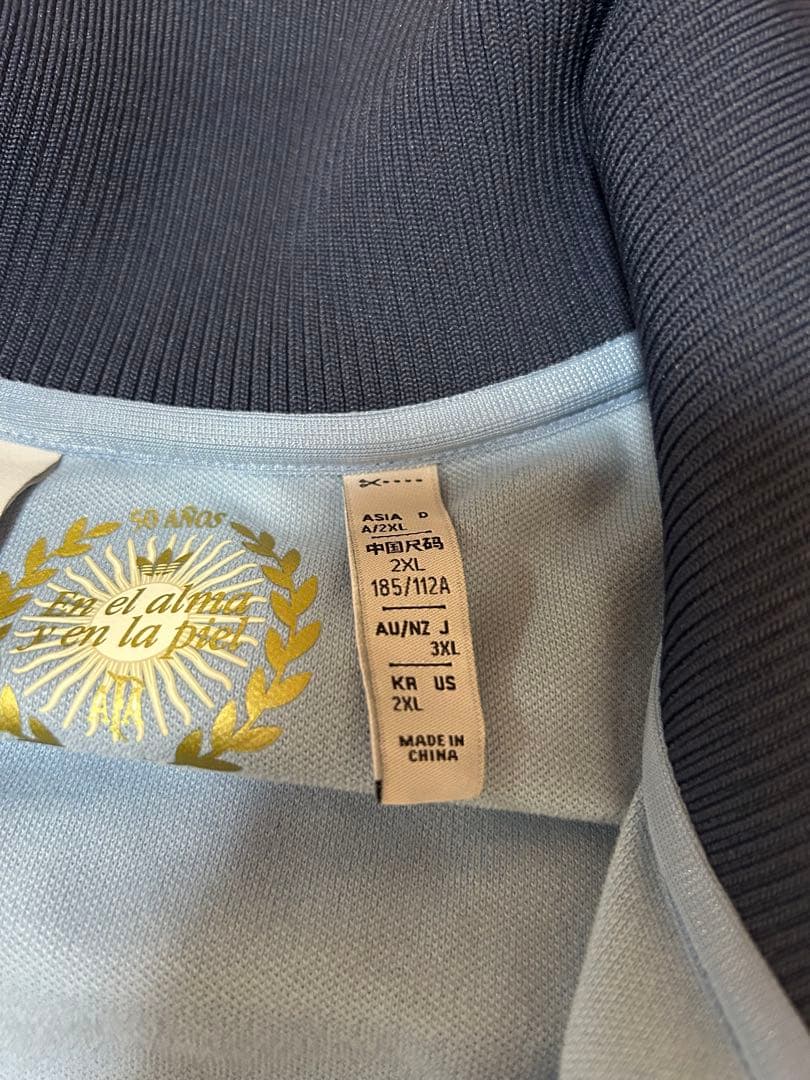 50 AÑOS
En el alma
y en la piel
AFA
ASIA D
A/2XL
中国尺码
2XL
185/112A
AU/NZ J
3XL
KR US
2XL
MADE IN
CHINA